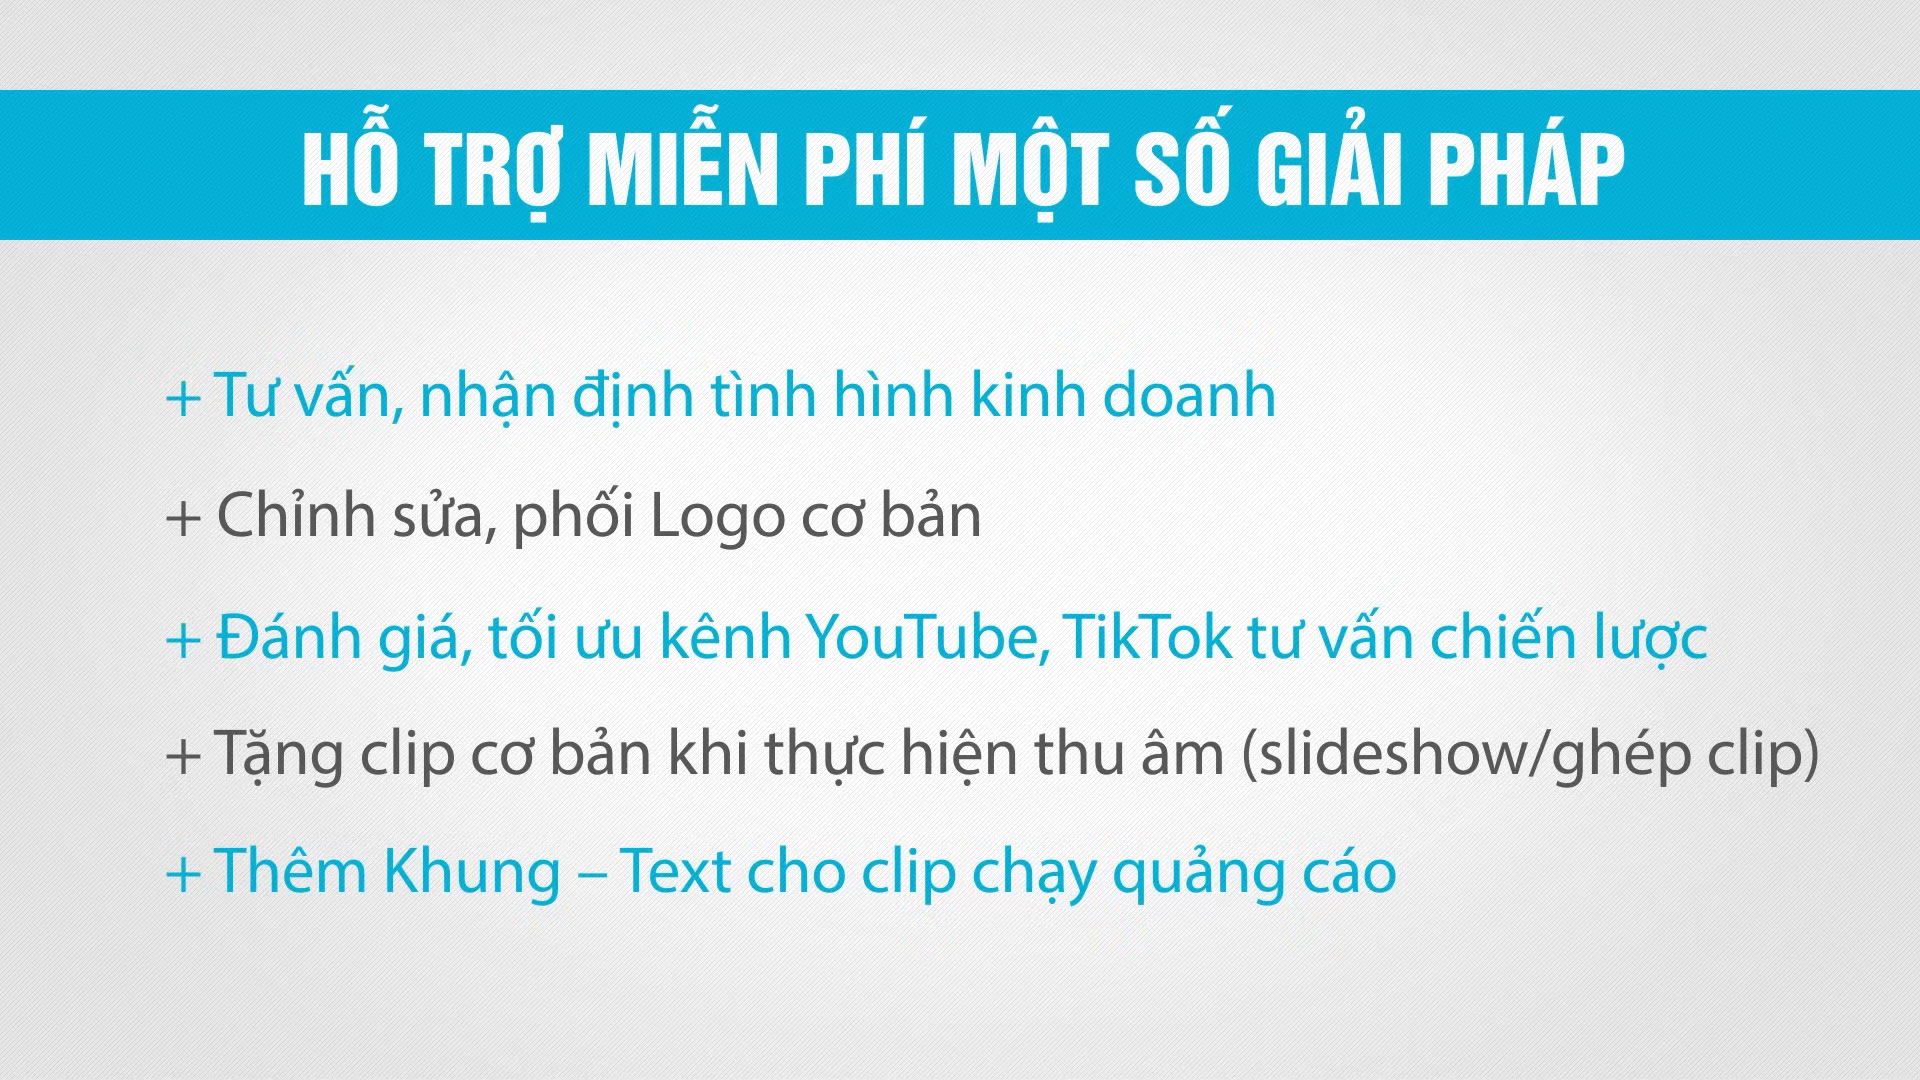 HỖ TRỢ MIỄN PHÍ MỘT SỐ GIẢI PHÁP
+ Tư vấn, nhận định tình hình kinh doanh
+ Chỉnh sửa, phối Logo cơ bản
+ Đánh giá, tối ưu kênh YouTube, TikTok tư vấn chiến lược
+ Tặng clip cơ bản khi thực hiện thu âm (slideshow/ghép clip)
+ Thêm Khung – Text cho clip chạy quảng cáo